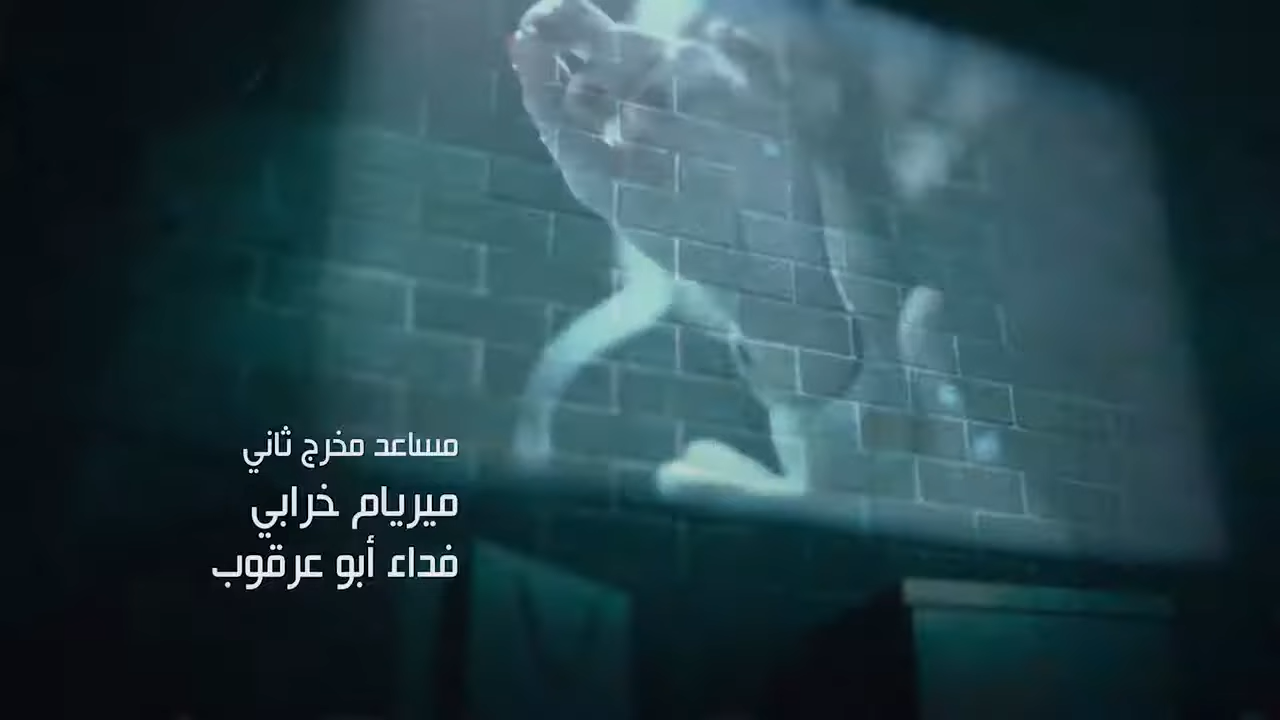 مساعد مخرج ثاني
ميريام خرابي
فداء أبو عرقوب